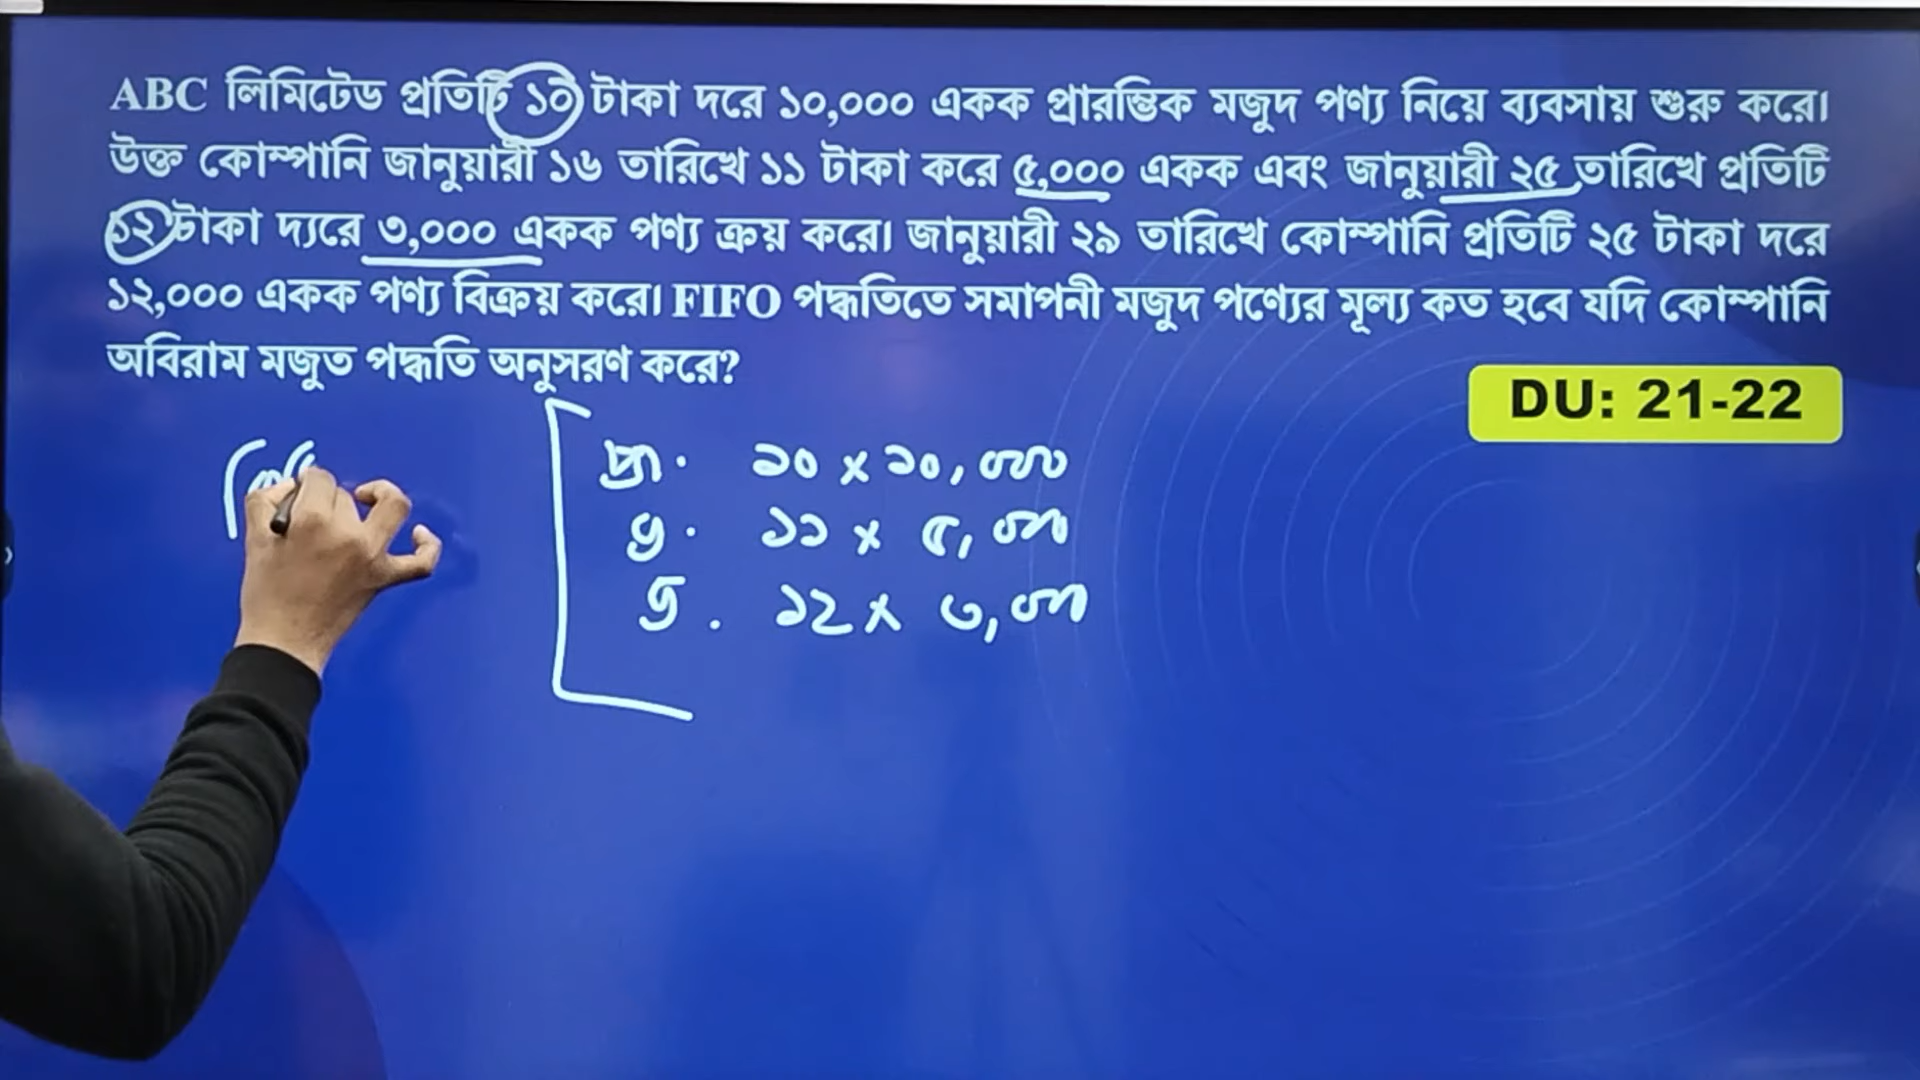 ABC লিমিটেড প্রতিটি ১০ টাকা দরে ১০,০০০ একক প্রারম্ভিক মজুদ পণ্য নিয়ে ব্যবসায় শুরু করে।
উক্ত কোম্পানি জানুয়ারী ১৬ তারিখে ১১ টাকা করে ৫,০০০ একক এবং জানুয়ারী ২৫ তারিখে প্রতিটি
১২ টাকা দ্যরে ৩,০০০ একক পণ্য ক্রয় করে। জানুয়ারী ২৯ তারিখে কোম্পানি প্রতিটি ২৫ টাকা দরে
১২,০০০ একক পণ্য বিক্রয় করে। FIFO পদ্ধতিতে সমাপনী মজুদ পণ্যের মূল্য কত হবে যদি কোম্পানি
অবিরাম মজুত পদ্ধতি অনুসরণ করে?
DU: 21-22
প্রা. ১০ × ১০,০০০
১১ × ৫,০০০
১২ × ৩,০০০